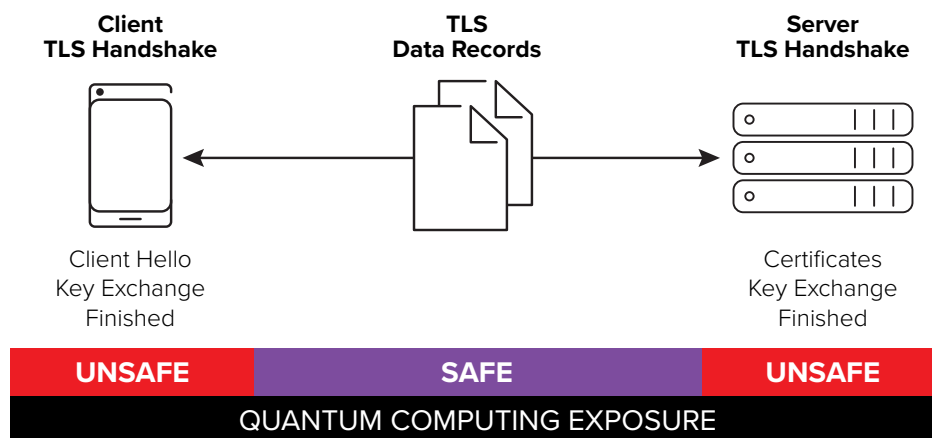 Client
TLS Handshake
TLS
Data Records
Server
TLS Handshake
Client Hello
Key Exchange
Finished
Certificates
Key Exchange
Finished
UNSAFE
SAFE
UNSAFE
QUANTUM COMPUTING EXPOSURE